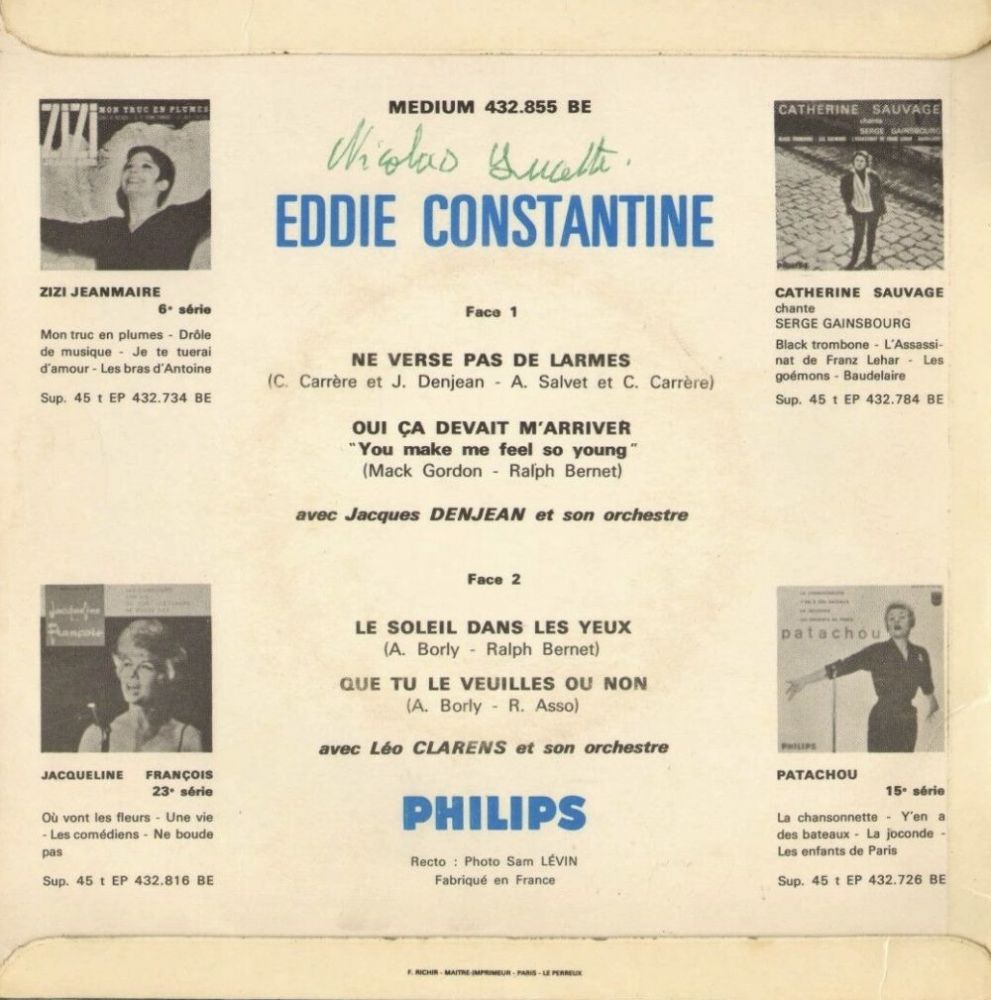 MEDIUM 432.855 BE
Nicolas Lucette.
EDDIE CONSTANTINE
Face 1
NE VERSE PAS DE LARMES
(C. Carrère et J. Denjean - A. Salvet et C. Carrère)
OUI ÇA DEVAIT M'ARRIVER
"You make me feel so young"
(Mack Gordon - Ralph Bernet)
avec Jacques DENJEAN et son orchestre
Face 2
LE SOLEIL DANS LES YEUX
(A. Borly - Ralph Bernet)
QUE TU LE VEUILLES OU NON
(A. Borly - R. Asso)
avec Léo CLARENS et son orchestre
PHILIPS
Recto : Photo Sam LÉVIN
Fabriqué en France
ZIZI
MON TRUC EN PLUMES
ZIZI JEANMAIRE
6e série
Mon truc en plumes - Drôle
de musique - Je te tuerai
d'amour - Les bras d'Antoine
Sup. 45 t EP 432.734 BE
Jacqueline
François
JACQUELINE FRANÇOIS
23e série
Où vont les fleurs - Une vie
- Les comédiens - Ne boude
pas
Sup. 45 t EP 432.816 BE
CATHERINE SAUVAGE
chante
SERGE GAINSBOURG
PHILIPS
CATHERINE SAUVAGE
chante
SERGE GAINSBOURG
Black trombone - L'Assassi-
nat de Franz Lehar - Les
goémons - Baudelaire
Sup. 45 t EP 432.784 BE
patachou
PHILIPS
PATACHOU
15e série
La chansonnette - Y'en a
des bateaux - La joconde -
Les enfants de Paris
Sup. 45 t EP 432.726 BE
F. RICHIR - MAITRE-IMPRIMEUR - PARIS - LE PERREUX